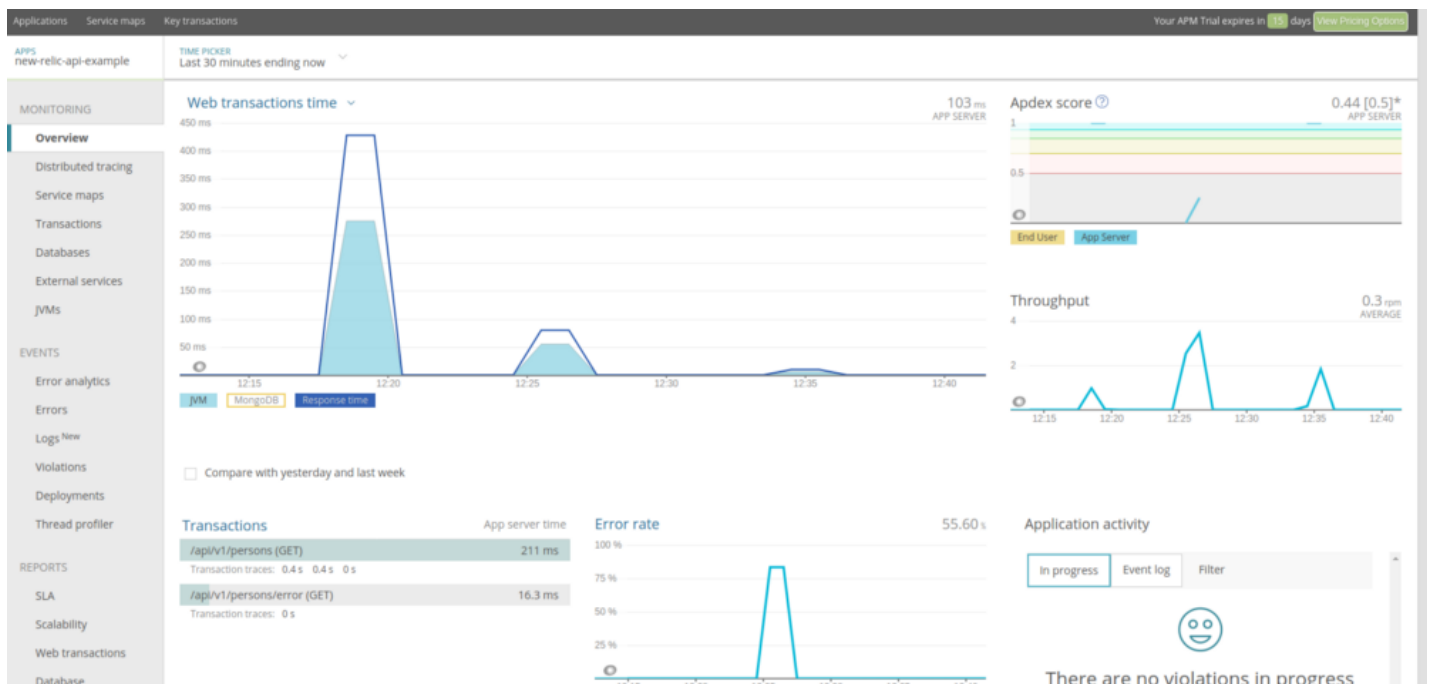 Applications Service maps Key transactions
Your APM Trial expires in 15 days View Pricing Options
APPS
new-relic-api-example
TIME PICKER
Last 30 minutes ending now
MONITORING
Overview
Distributed tracing
Service maps
Transactions
Databases
External services
JVMs
EVENTS
Error analytics
Errors
Logs New
Violations
Deployments
Thread profiler
REPORTS
SLA
Scalability
Web transactions
Database
Web transactions time
103 ms
APP SERVER
450 ms
400 ms
350 ms
300 ms
250 ms
200 ms
150 ms
100 ms
50 ms
12:15 12:20 12:25 12:30 12:35 12:40
JVM MongoDB Response time
Compare with yesterday and last week
Apdex score ?
0.44 [0.5]*
APP SERVER
1
0.5
End User App Server
Throughput
0.3 rpm
AVERAGE
4
2
12:15 12:20 12:25 12:30 12:35 12:40
Transactions App server time
/api/v1/persons (GET) 211 ms
Transaction traces: 0.4 s 0.4 s 0 s
/api/v1/persons/error (GET) 16.3 ms
Transaction traces: 0 s
Error rate
55.60
100 %
75 %
50 %
25 %
Application activity
In progress Event log Filter
There are no violations in progress